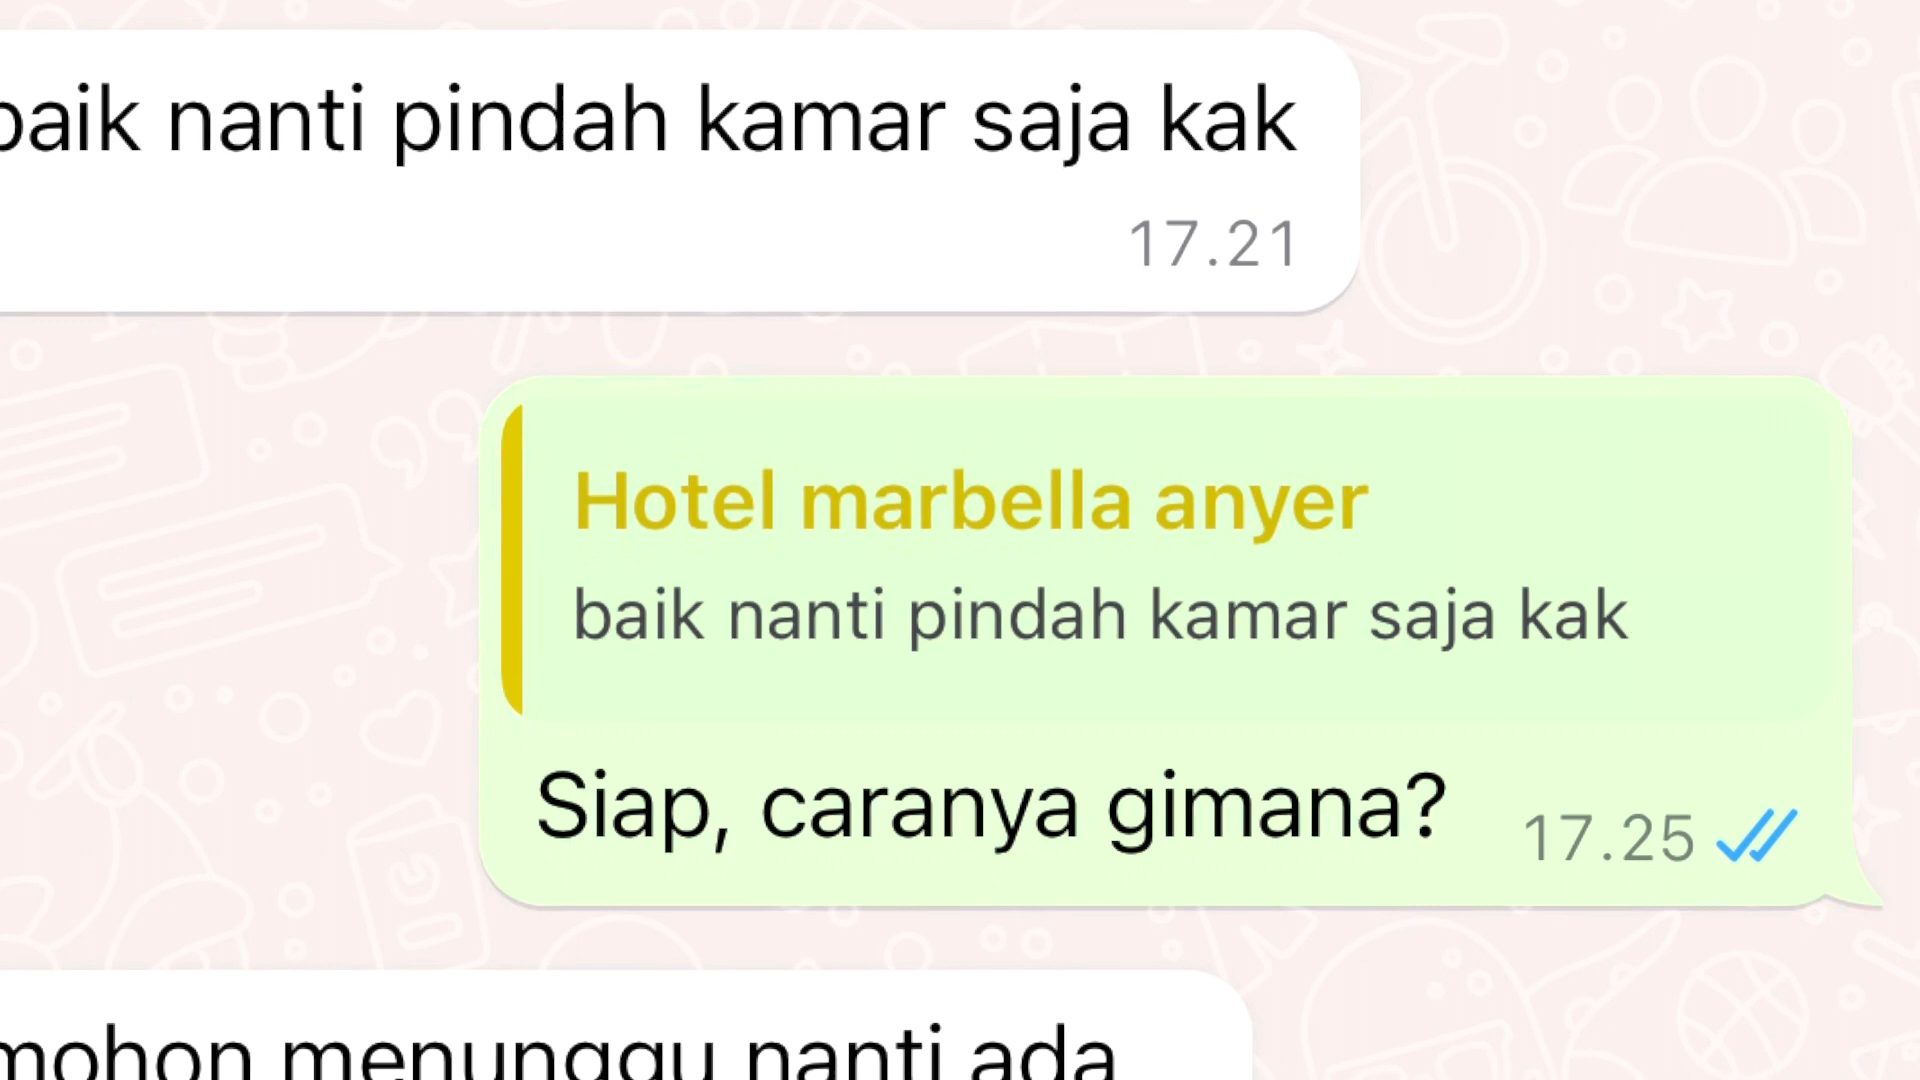 baik nanti pindah kamar saja kak
17.21
Hotel marbella anyer
baik nanti pindah kamar saja kak
Siap, caranya gimana?
17.25
mohon menunggu nanti ada